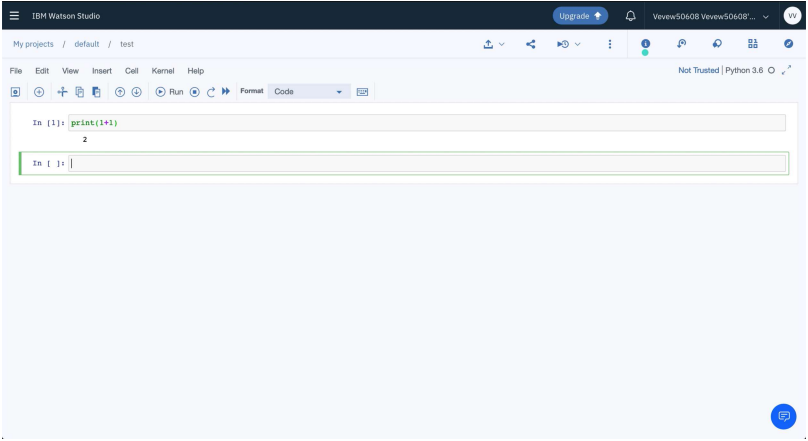 IBM Watson Studio
Upgrade
Vevew50608 Vevew50608'...
VV
My projects / default / test
File Edit View Insert Cell Kernel Help
Not Trusted | Python 3.6
Run
Format
Code
In [1]: print(1+1)
2
In [ ]: